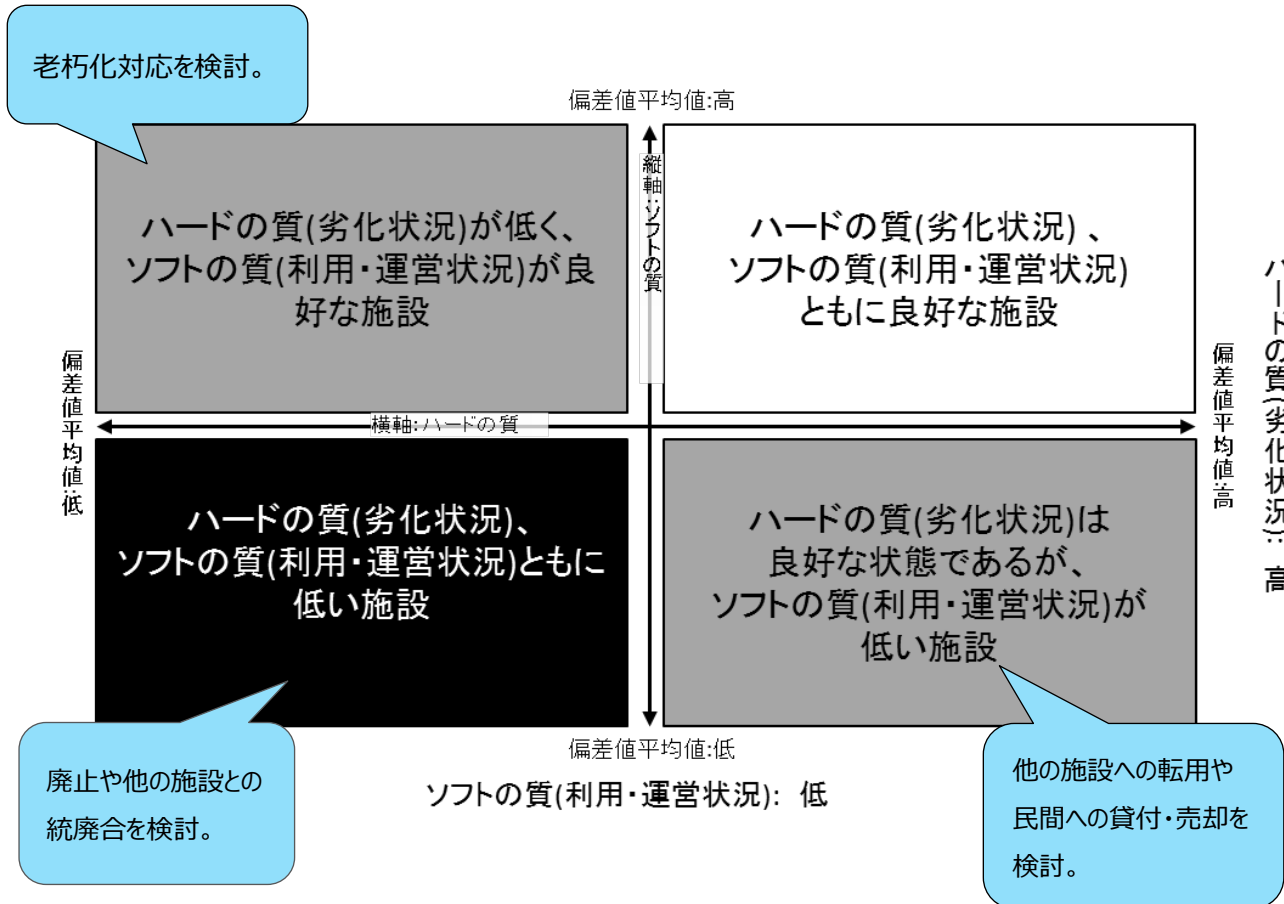 老朽化対応を検討。
偏差値平均値:高
ハードの質(劣化状況)が低く、
ソフトの質(利用・運営状況)が良
好な施設
縦軸:ソフトの質
ハードの質(劣化状況) 、
ソフトの質(利用・運営状況)
ともに良好な施設
偏差値平均値:低
横軸:ハードの質
偏差値平均値:高
ハードの質(劣化状況): 高
ハードの質(劣化状況)、
ソフトの質(利用・運営状況)ともに
低い施設
ハードの質(劣化状況)は
良好な状態であるが、
ソフトの質(利用・運営状況)が
低い施設
偏差値平均値:低
ソフトの質(利用・運営状況): 低
廃止や他の施設との
統廃合を検討。
他の施設への転用や
民間への貸付・売却を
検討。